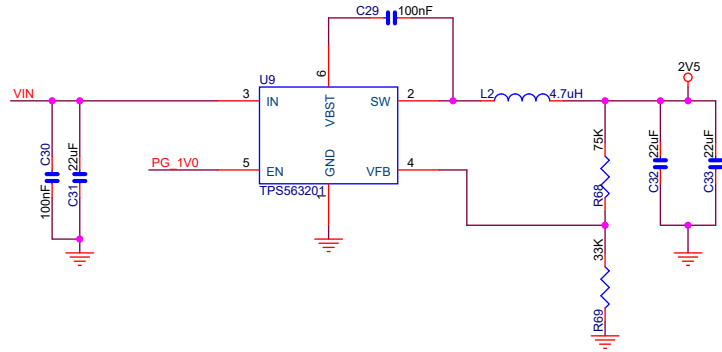 C29 100nF
2V5
U9
VIN
3 IN
6
VBST
SW 2
L2 4.7uH
PG_1V0
5 EN
GND
VFB 4
TPS563201
1
C30
100nF
22uF
C31
75K
R68
22uF
C32
22uF
C33
33K
R69